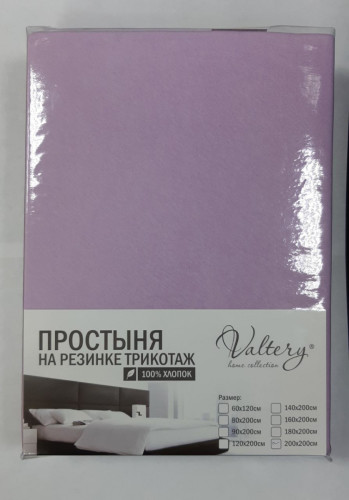 ПРОСТЫНЯ
НА РЕЗИНКЕ ТРИКОТАЖ
100% ХЛОПОК
Valtery®
home collection
Размер:
60х120см
80х200см
90х200см
120х200см
140х200см
160х200см
180х200см
200х200см